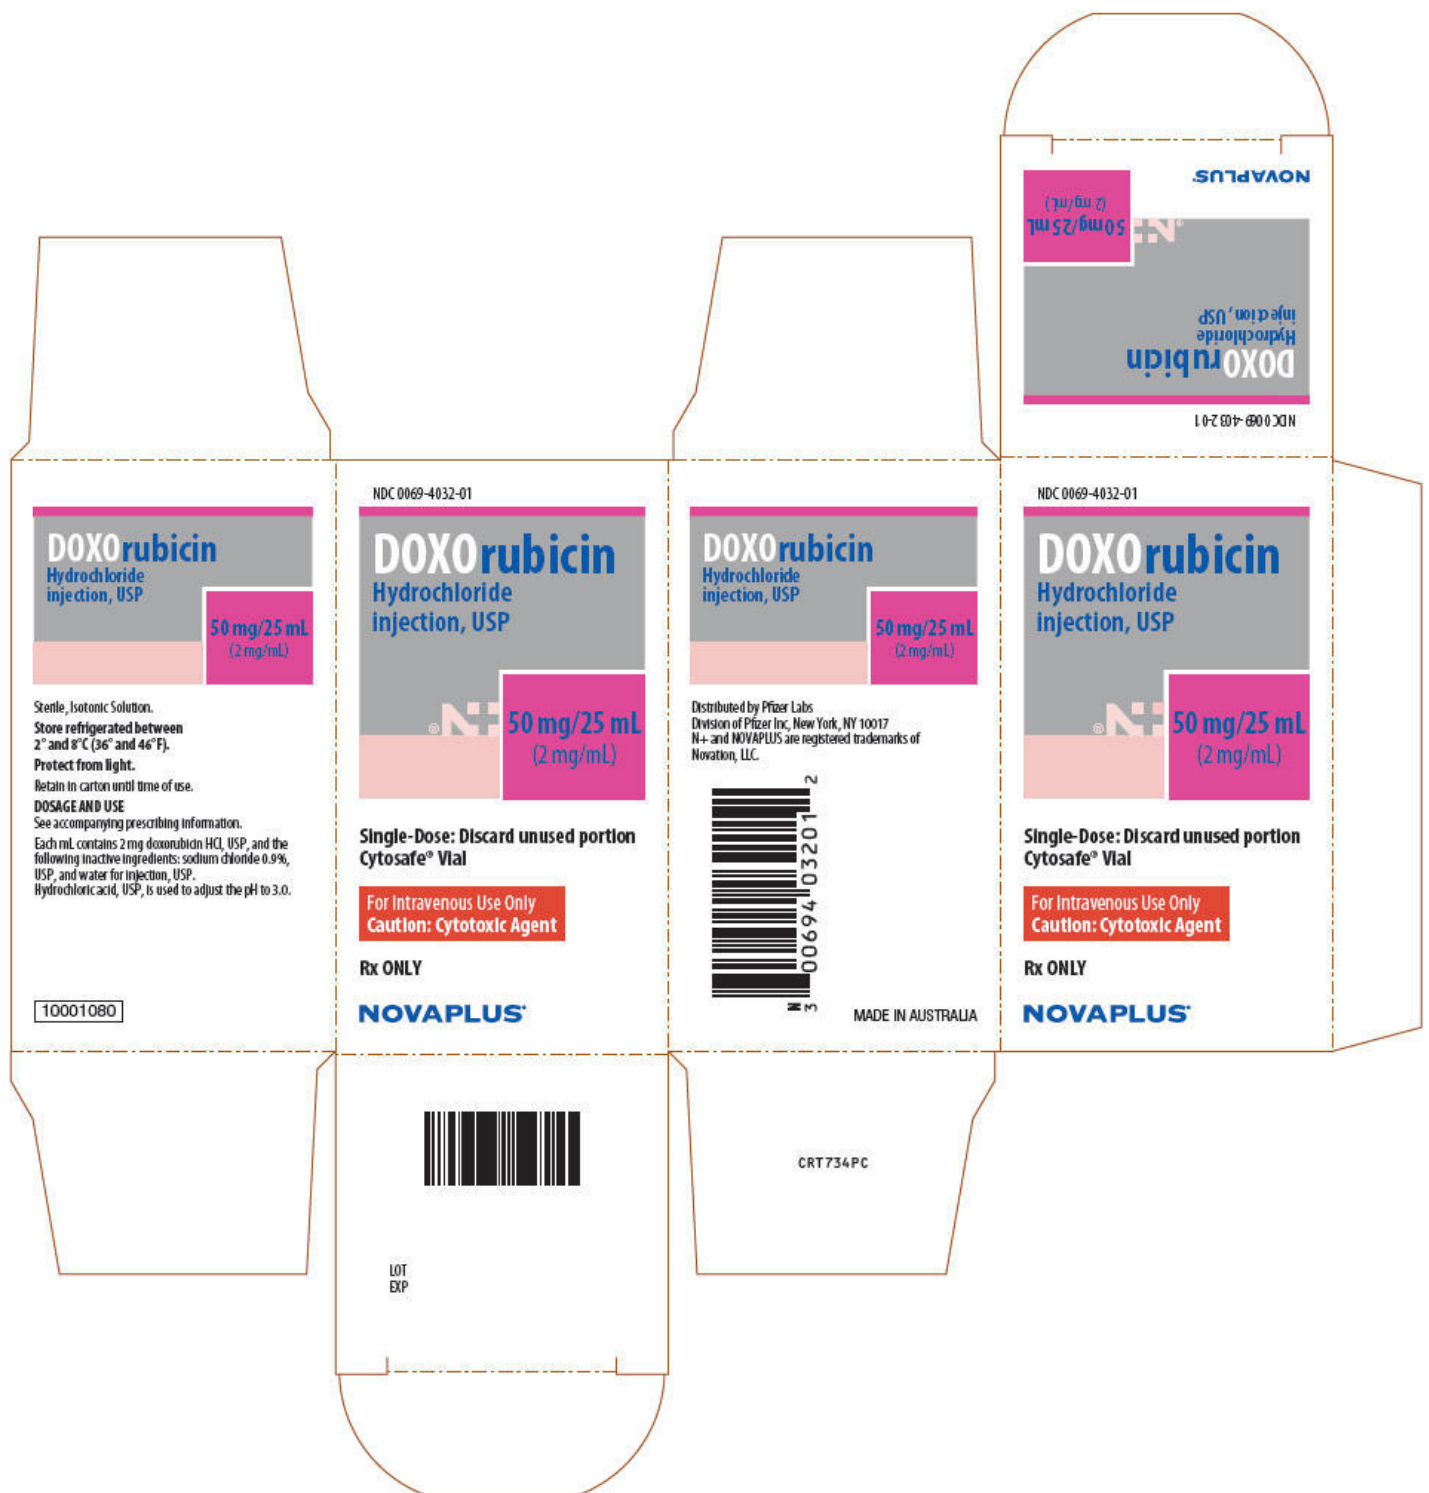 NOVAPLUS®
50 mg/25 mL
(2 mg/mL)
N+®
DOXOrubicin
Hydrochloride
injection, USP
NDC 0069-4032-01
DOXOrubicin
Hydrochloride
injection, USP
50 mg/25 mL
(2 mg/mL)
Sterile, Isotonic Solution.
Store refrigerated between
2° and 8°C (36° and 46°F).
Protect from light.
Retain in carton until time of use.
DOSAGE AND USE
See accompanying prescribing information.
Each mL contains 2 mg doxorubicin HCl, USP, and the
following inactive ingredients: sodium chloride 0.9%,
USP, and water for injection, USP.
Hydrochloric acid, USP, is used to adjust the pH to 3.0.
10001080
NDC 0069-4032-01
DOXOrubicin
Hydrochloride
injection, USP
N+®
50 mg/25 mL
(2 mg/mL)
Single-Dose: Discard unused portion
Cytosafe® Vial
For Intravenous Use Only
Caution: Cytotoxic Agent
Rx ONLY
NOVAPLUS®
DOXOrubicin
Hydrochloride
injection, USP
50 mg/25 mL
(2 mg/mL)
Distributed by Pfizer Labs
Division of Pfizer Inc, New York, NY 10017
N+ and NOVAPLUS are registered trademarks of
Novation, LLC.
N
3 00694 03201 2
MADE IN AUSTRALIA
NDC 0069-4032-01
DOXOrubicin
Hydrochloride
injection, USP
N+®
50 mg/25 mL
(2 mg/mL)
Single-Dose: Discard unused portion
Cytosafe® Vial
For Intravenous Use Only
Caution: Cytotoxic Agent
Rx ONLY
NOVAPLUS®
CRT734PC
LOT
EXP